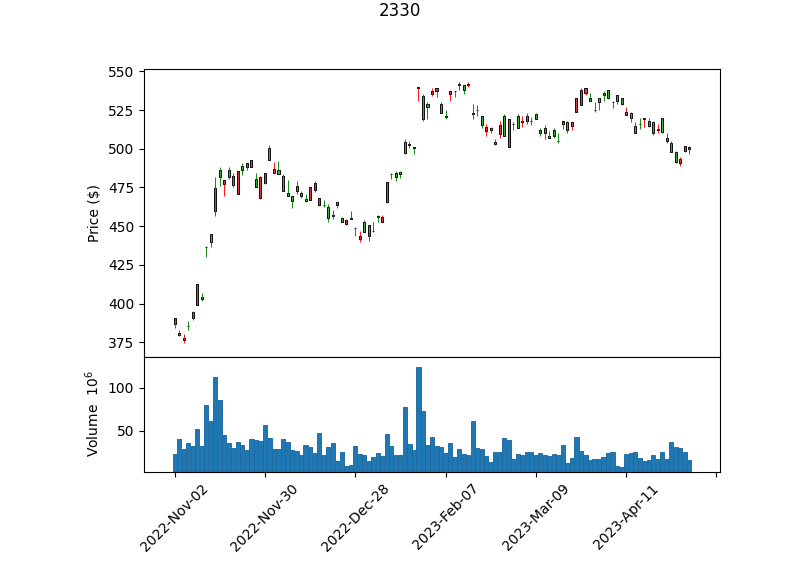 2330
Price ($)
550
525
500
475
450
425
400
375
Volume 10^6
100
50
2022-Nov-02
2022-Nov-30
2022-Dec-28
2023-Feb-07
2023-Mar-09
2023-Apr-11